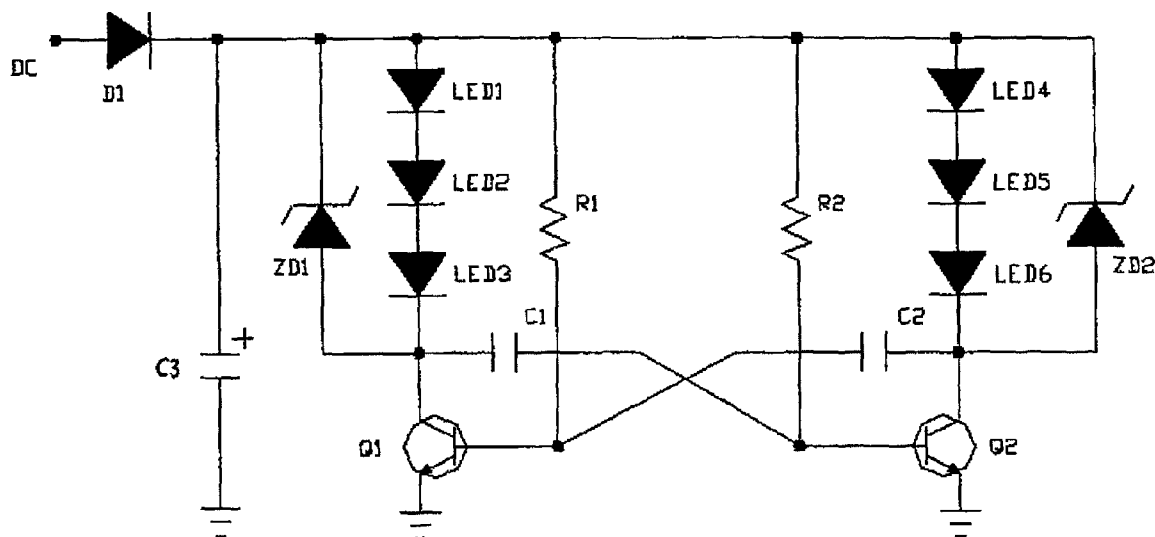 DC
D1
LED1
LED2
LED3
ZD1
R1
R2
LED4
LED5
LED6
ZD2
C1
C2
C3
+
Q1
Q2